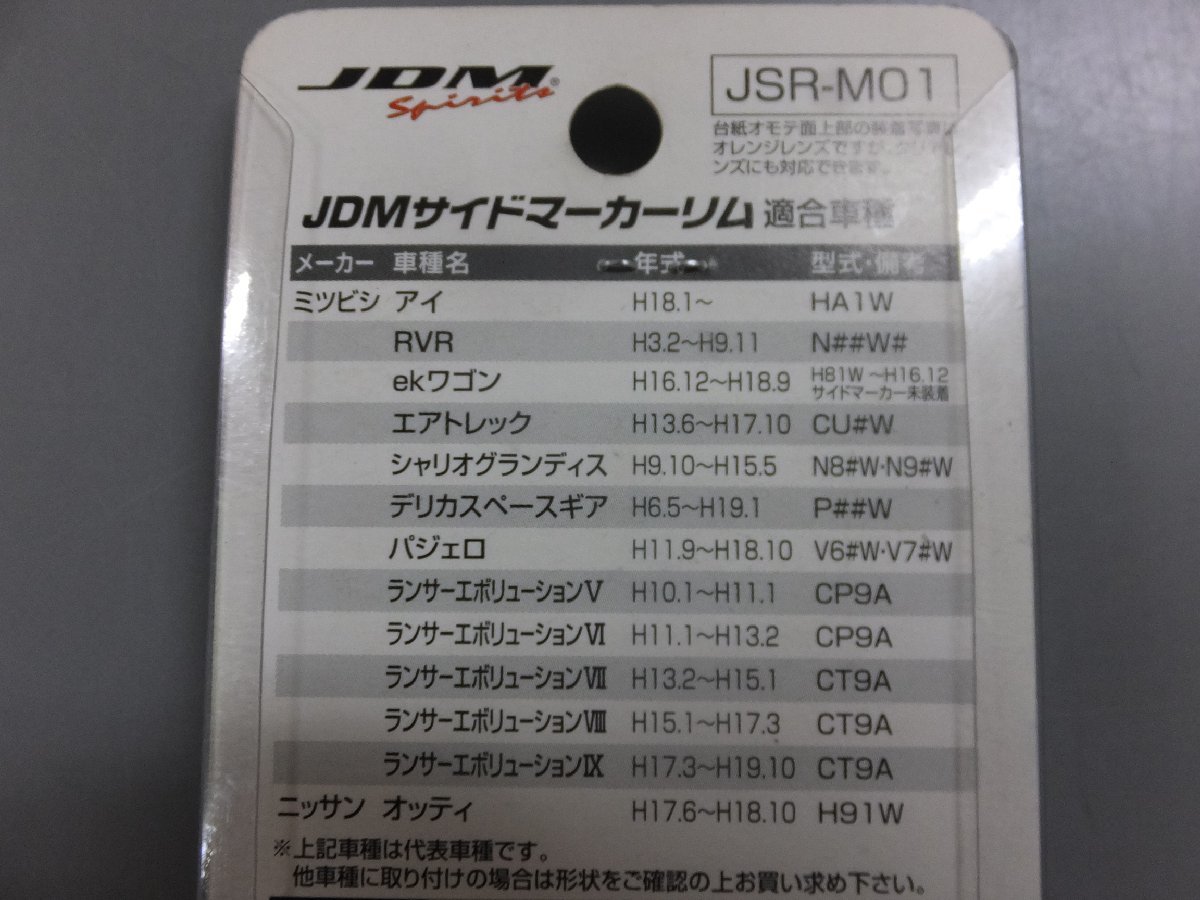 JDM
Spirits®
JSR-M01
台紙オモテ面上部の装着写真は
オレンジレンズですが、クリアレ
ンズにも対応できます。
JDMサイドマーカーリム 適合車種
メーカー 車種名 年式 型式・備考
ミツビシ アイ H18.1〜 HA1W
RVR H3.2〜H9.11 N##W#
ekワゴン H16.12〜H18.9 H81W 〜H16.12
サイドマーカー未装着
エアトレック H13.6〜H17.10 CU#W
シャリオグランディス H9.10〜H15.5 N8#W・N9#W
デリカスペースギア H6.5〜H19.1 P##W
パジェロ H11.9〜H18.10 V6#W・V7#W
ランサーエボリューションⅤ H10.1〜H11.1 CP9A
ランサーエボリューションⅥ H11.1〜H13.2 CP9A
ランサーエボリューションⅦ H13.2〜H15.1 CT9A
ランサーエボリューションⅧ H15.1〜H17.3 CT9A
ランサーエボリューションⅨ H17.3〜H19.10 CT9A
ニッサン オッティ H17.6〜H18.10 H91W
※上記車種は代表車種です。
他車種に取り付けの場合は形状をご確認の上お買い求め下さい。